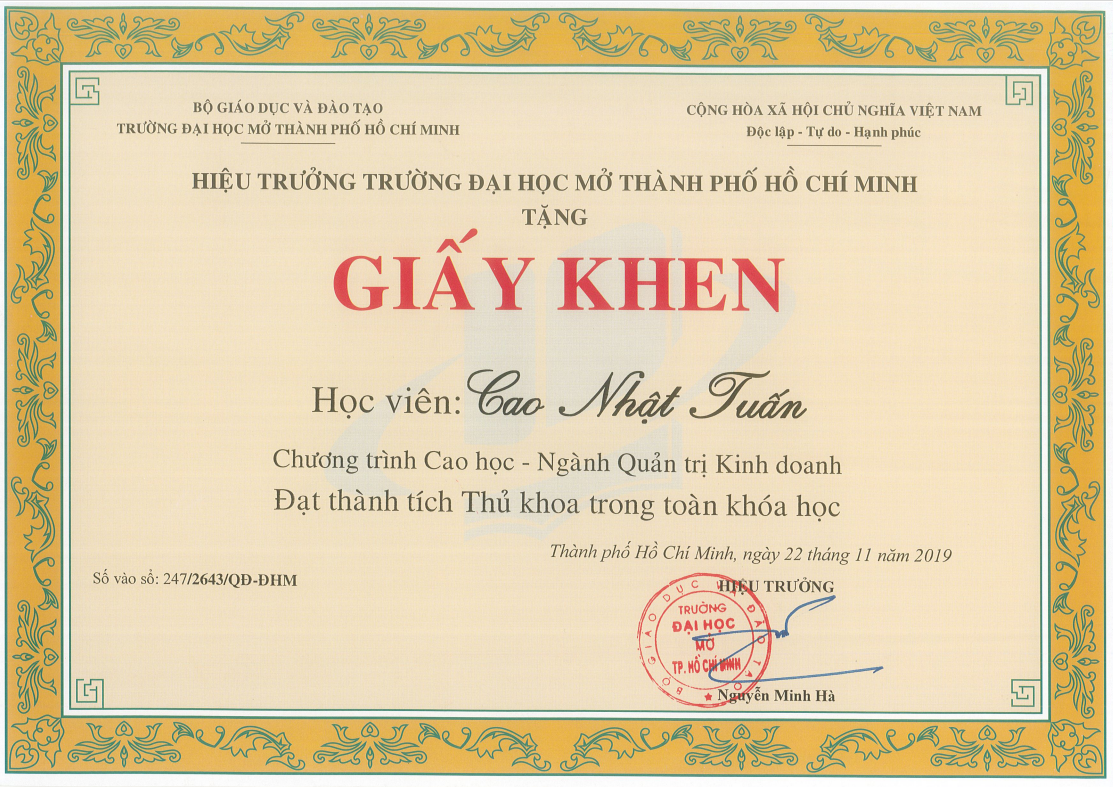 BỘ GIÁO DỤC VÀ ĐÀO TẠO
TRƯỜNG ĐẠI HỌC MỞ THÀNH PHỐ HỒ CHÍ MINH
CỘNG HÒA XÃ HỘI CHỦ NGHĨA VIỆT NAM
Độc lập - Tự do - Hạnh phúc
HIỆU TRƯỞNG TRƯỜNG ĐẠI HỌC MỞ THÀNH PHỐ HỒ CHÍ MINH
TẶNG
GIẤY KHEN
Học viên: Cao Nhật Tuấn
Chương trình Cao học - Ngành Quản trị Kinh doanh
Đạt thành tích Thủ khoa trong toàn khóa học
Thành phố Hồ Chí Minh, ngày 22 tháng 11 năm 2019
Số vào sổ: 247/2643/QĐ-ĐHM
HIỆU TRƯỞNG
BỘ GIÁO DỤC VÀ ĐÀO TẠO
TRƯỜNG
ĐẠI HỌC
MỞ
TP. HỒ CHÍ MINH
Nguyễn Minh Hà